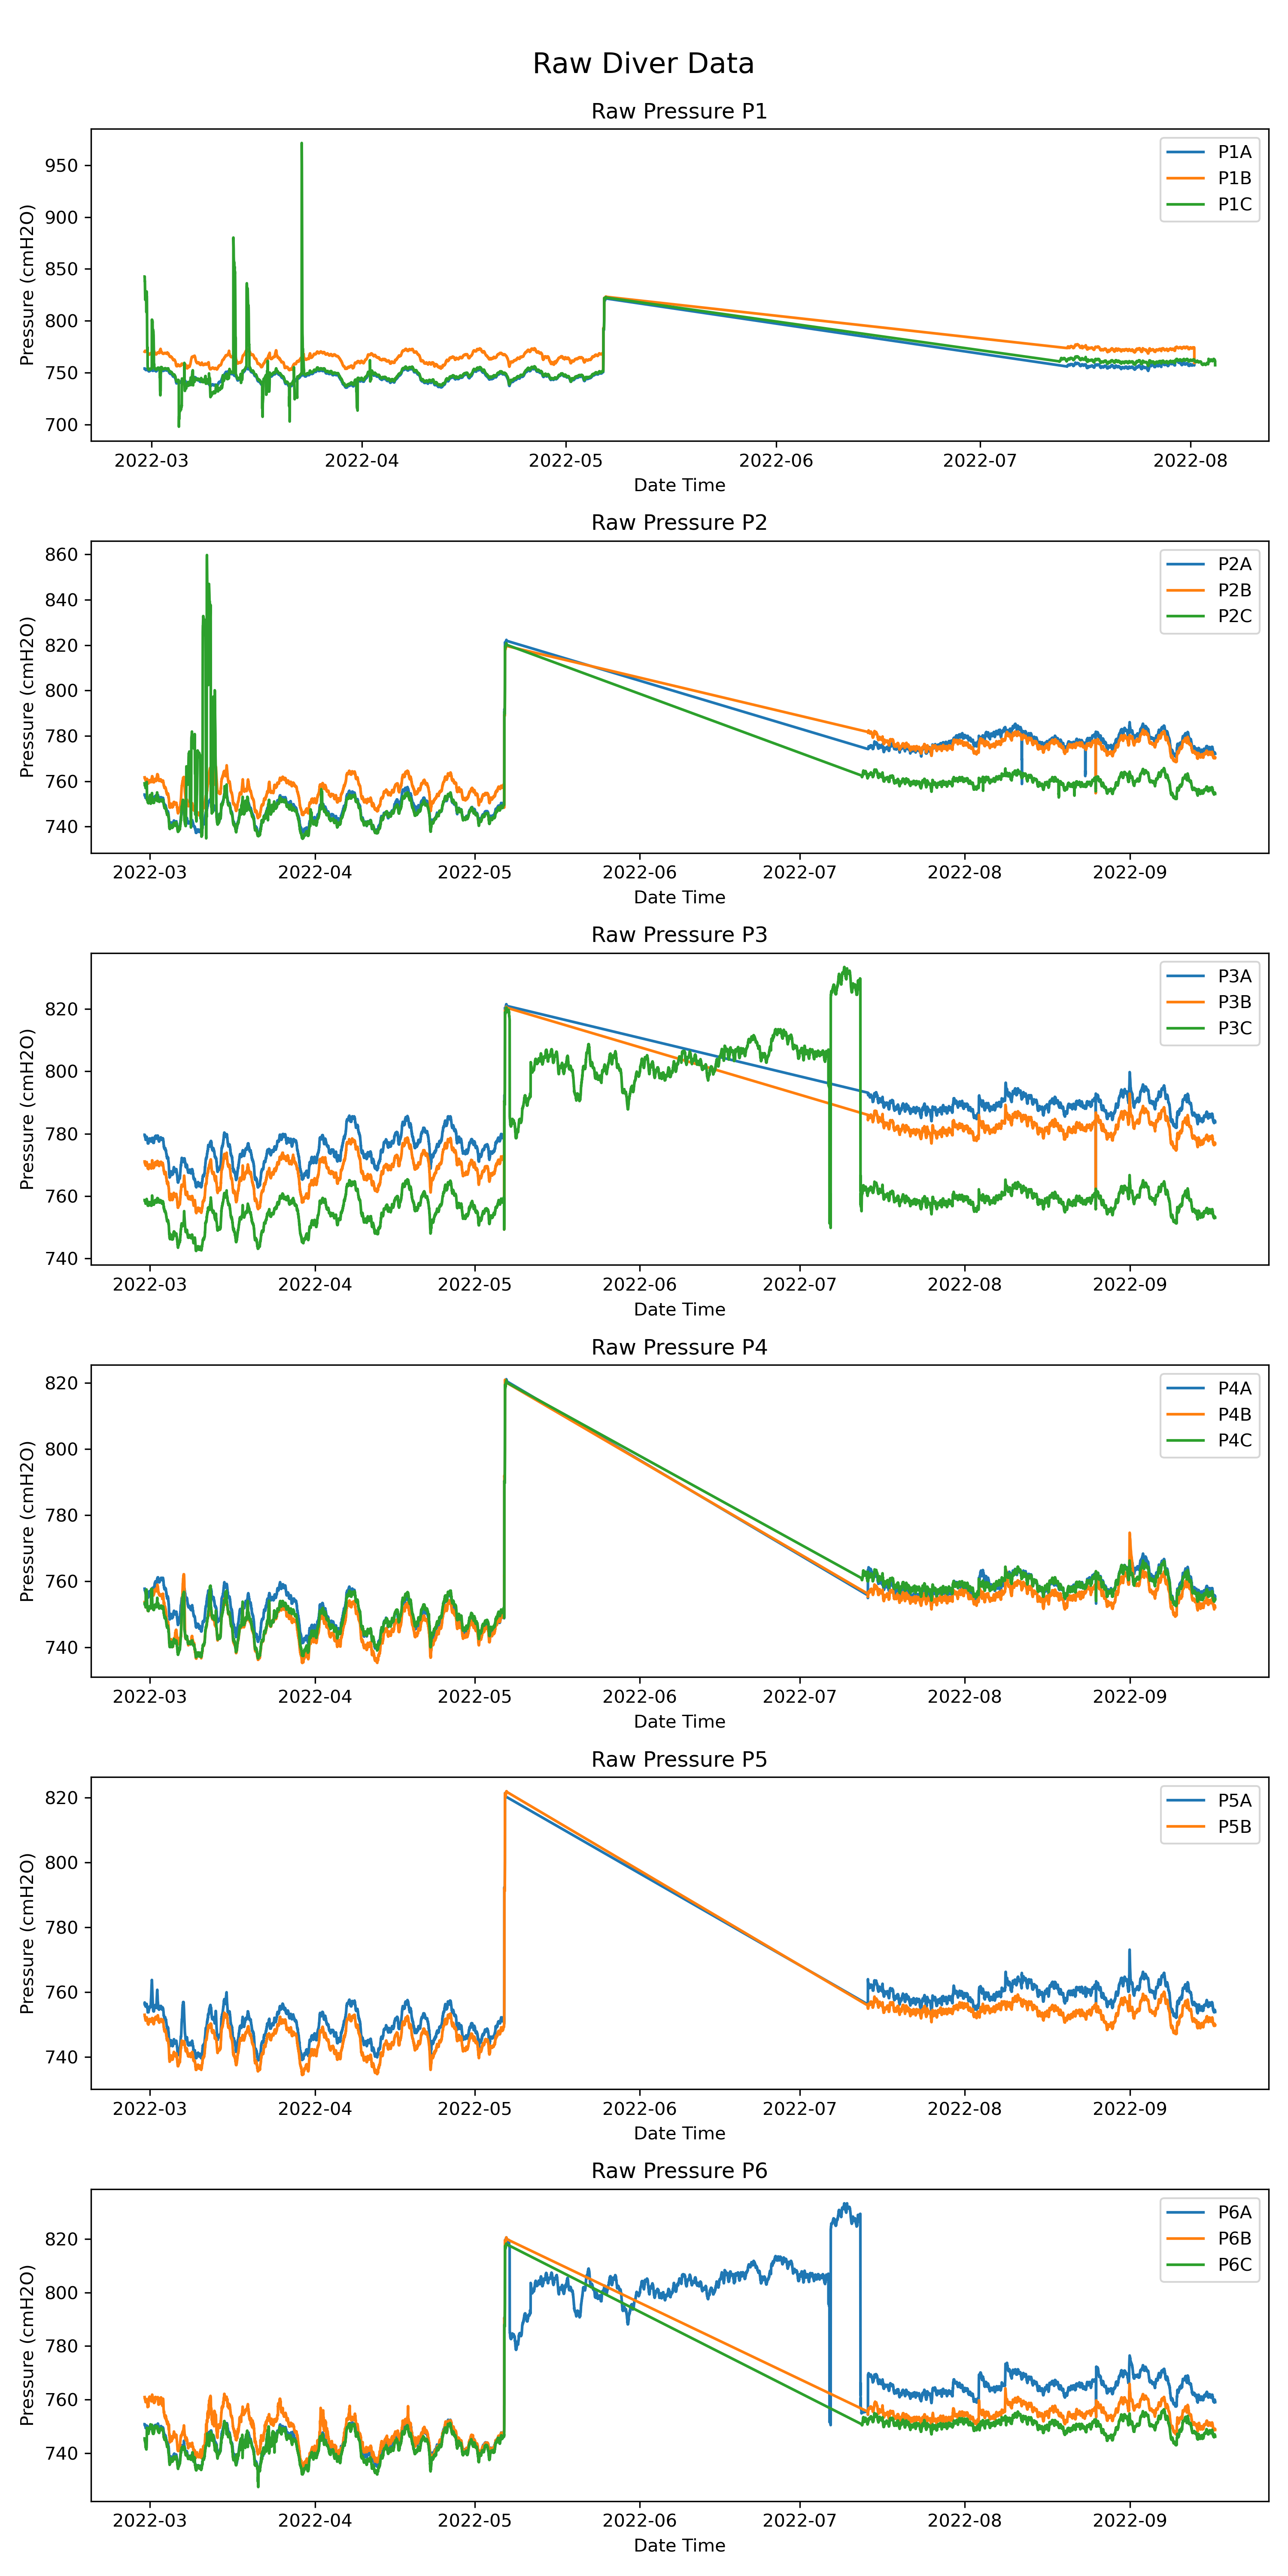 Raw Diver Data
Raw Pressure P1
Pressure (cmH2O)
950
900
850
800
750
700
P1A
P1B
P1C
2022-03 2022-04 2022-05 2022-06 2022-07 2022-08
Date Time
Raw Pressure P2
Pressure (cmH2O)
860
840
820
800
780
760
740
P2A
P2B
P2C
2022-03 2022-04 2022-05 2022-06 2022-07 2022-08 2022-09
Date Time
Raw Pressure P3
Pressure (cmH2O)
820
800
780
760
740
P3A
P3B
P3C
2022-03 2022-04 2022-05 2022-06 2022-07 2022-08 2022-09
Date Time
Raw Pressure P4
Pressure (cmH2O)
820
800
780
760
740
P4A
P4B
P4C
2022-03 2022-04 2022-05 2022-06 2022-07 2022-08 2022-09
Date Time
Raw Pressure P5
Pressure (cmH2O)
820
800
780
760
740
P5A
P5B
2022-03 2022-04 2022-05 2022-06 2022-07 2022-08 2022-09
Date Time
Raw Pressure P6
Pressure (cmH2O)
820
800
780
760
740
P6A
P6B
P6C
2022-03 2022-04 2022-05 2022-06 2022-07 2022-08 2022-09
Date Time